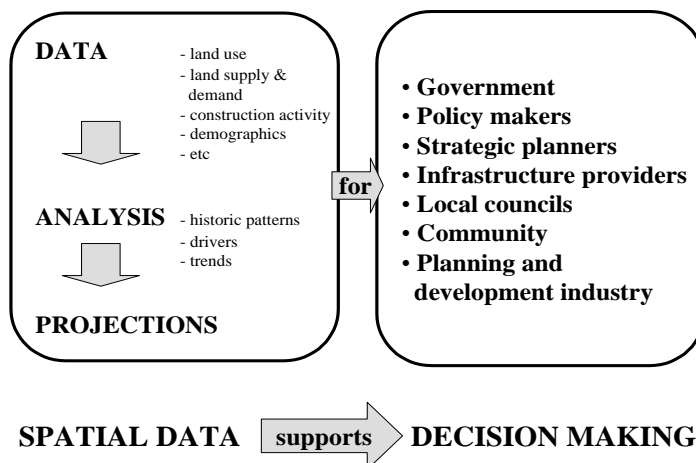 DATA
- land use
- land supply &
demand
- construction activity
- demographics
- etc
ANALYSIS
- historic patterns
- drivers
- trends
PROJECTIONS
for
• Government
• Policy makers
• Strategic planners
• Infrastructure providers
• Local councils
• Community
• Planning and
development industry
SPATIAL DATA supports DECISION MAKING